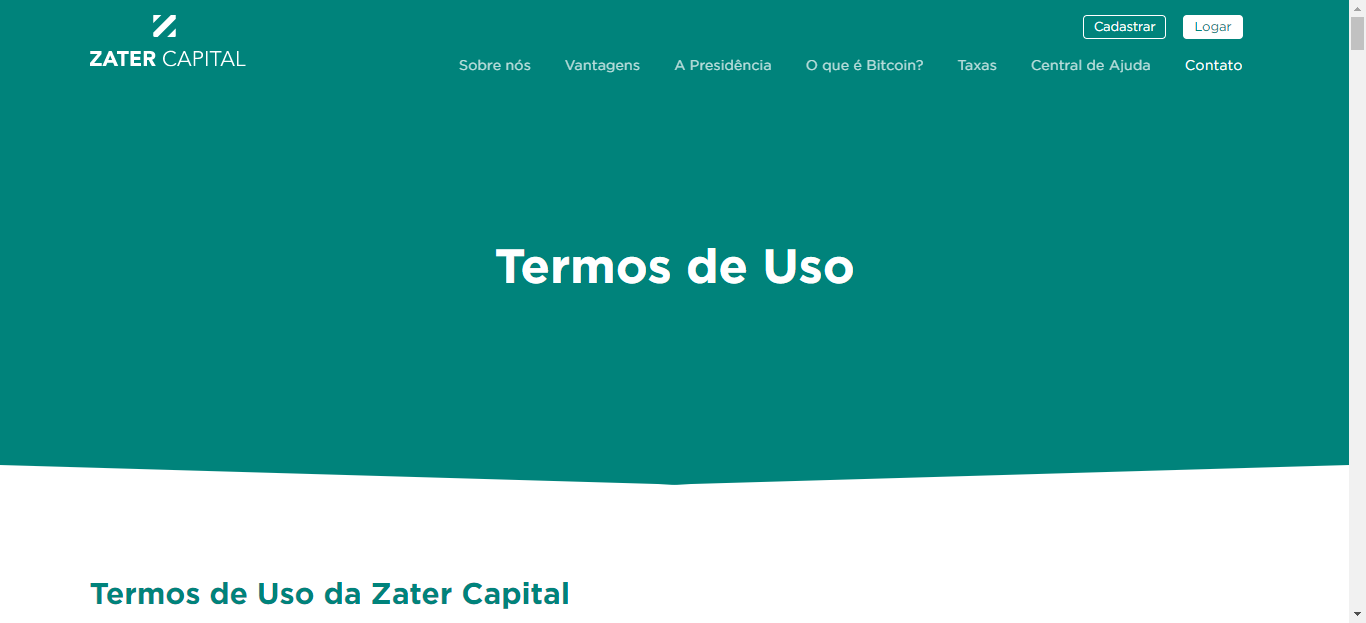 Cadastrar
Logar
ZATER CAPITAL
Sobre nós Vantagens A Presidência O que é Bitcoin? Taxas Central de Ajuda Contato
Termos de Uso
Termos de Uso da Zater Capital